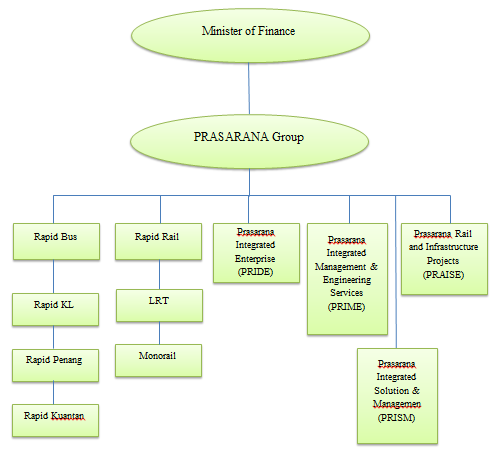 Minister of Finance
PRASARANA Group
Rapid Bus
Rapid KL
Rapid Penang
Rapid Kuantan
Rapid Rail
LRT
Monorail
Prasarana
Integrated
Enterprise
(PRIDE)
Prasarana
Integrated
Management &
Engineering
Services
(PRIME)
Prasarana
Integrated
Solution &
Managemen
(PRISM)
Prasarana Rail
and Infrastructure
Projects
(PRAISE)